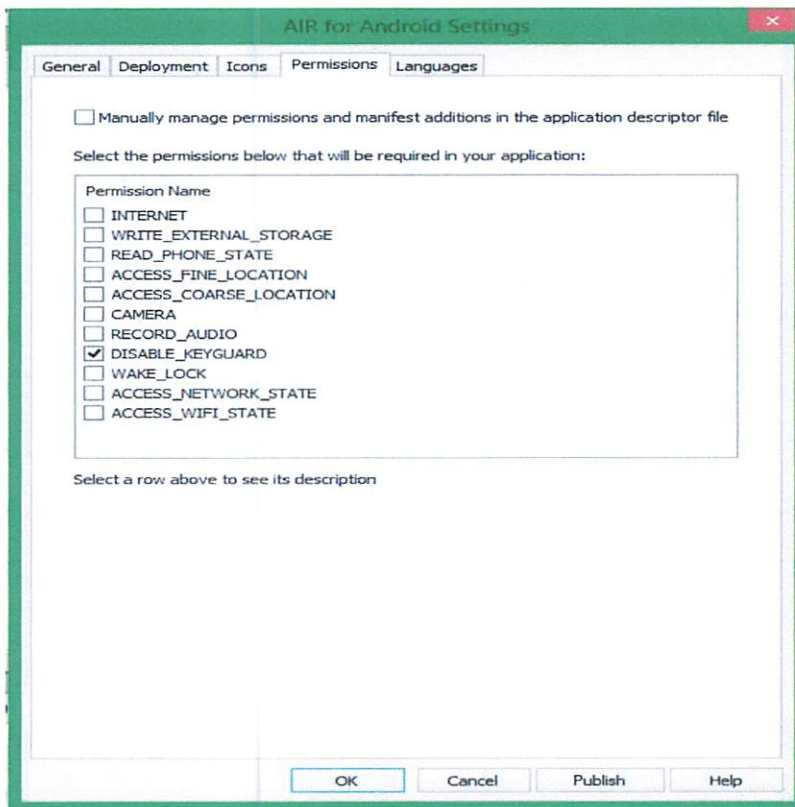 AIR for Android Settings
General Deployment Icons Permissions Languages
Manually manage permissions and manifest additions in the application descriptor file
Select the permissions below that will be required in your application:
Permission Name
INTERNET
WRITE_EXTERNAL_STORAGE
READ_PHONE_STATE
ACCESS_FINE_LOCATION
ACCESS_COARSE_LOCATION
CAMERA
RECORD_AUDIO
DISABLE_KEYGUARD
WAKE_LOCK
ACCESS_NETWORK_STATE
ACCESS_WIFI_STATE
Select a row above to see its description
OK Cancel Publish Help